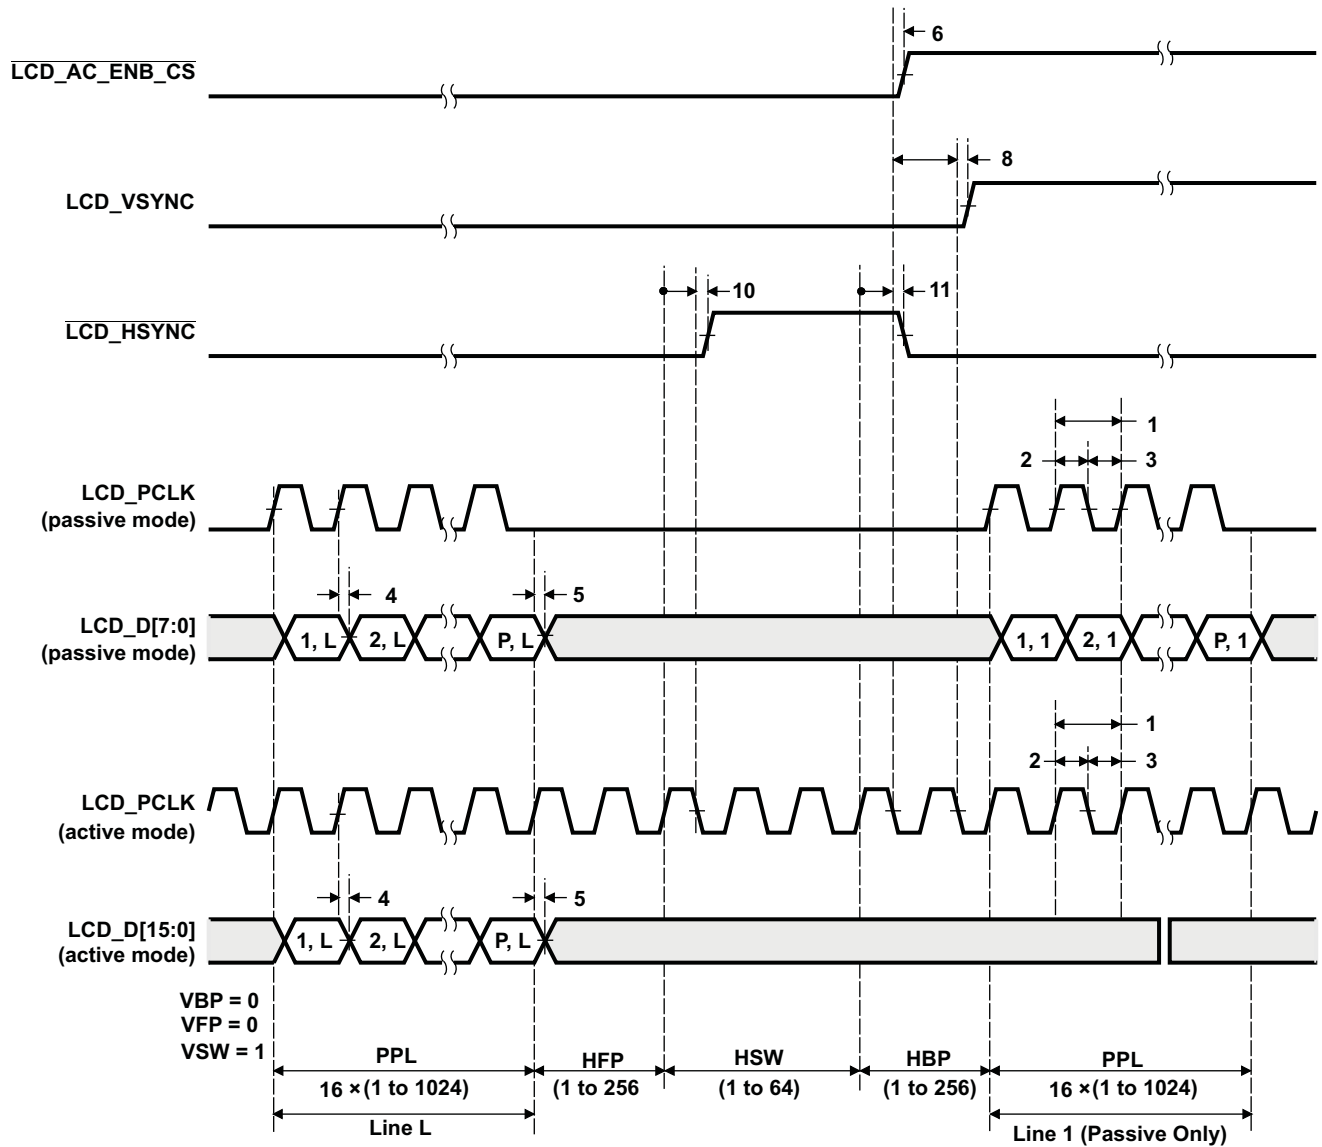 6
LCD_AC_ENB_CS
8
LCD_VSYNC
10
11
LCD_HSYNC
1
2
3
LCD_PCLK
(passive mode)
4
5
LCD_D[7:0]
(passive mode)
1, L
2, L
P, L
1, 1
2, 1
P, 1
1
2
3
LCD_PCLK
(active mode)
4
5
LCD_D[15:0]
(active mode)
1, L
2, L
P, L
VBP = 0
VFP = 0
VSW = 1
PPL
16 ×(1 to 1024)
HFP
(1 to 256
HSW
(1 to 64)
HBP
(1 to 256)
PPL
16 ×(1 to 1024)
Line L
Line 1 (Passive Only)